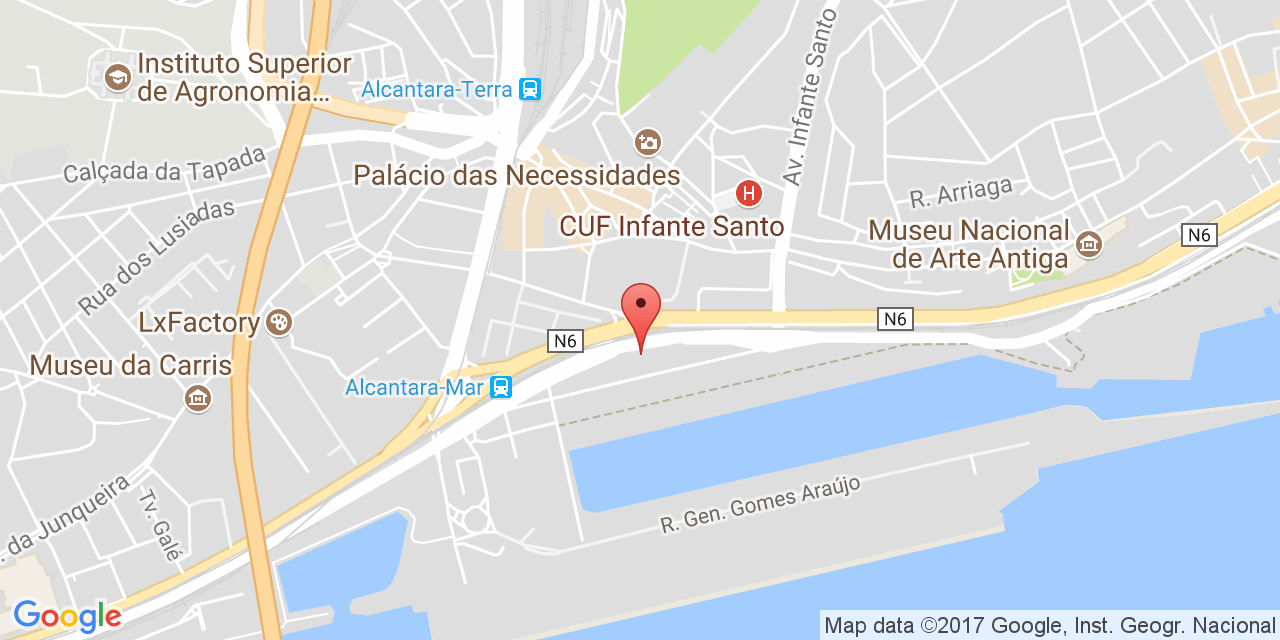 Instituto Superior
de Agronomia...
Alcantara-Terra
Av. Infante Santo
Calçada da Tapada
Palácio das Necessidades
H
R. Arriaga
CUF Infante Santo
Rua dos Lusiadas
Museu Nacional
de Arte Antiga
N6
LxFactory
N6
N6
Museu da Carris
Alcantara-Mar
. da Junqueira
Tv. Galé
R. Gen. Gomes Araújo
Google
Map data ©2017 Google, Inst. Geogr. Nacional